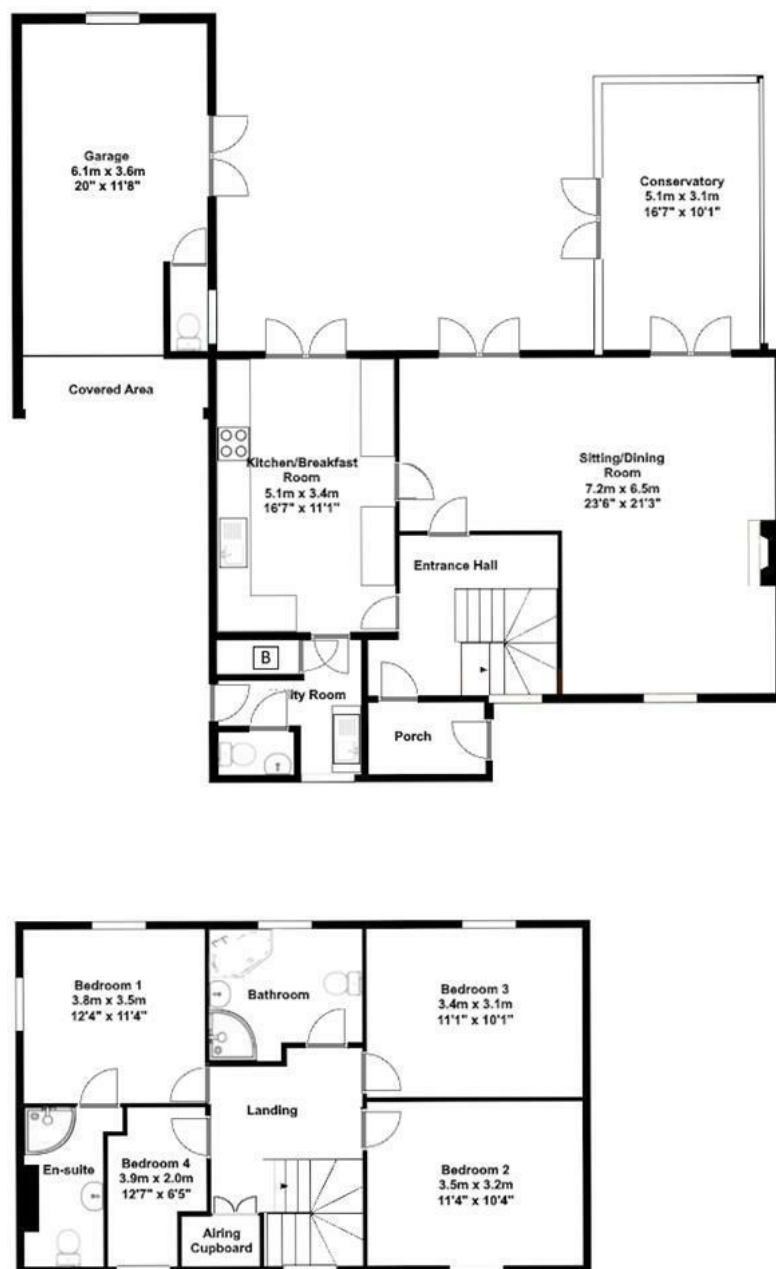 Garage
6.1m x 3.6m
20" x 11'8"
Conservatory
5.1m x 3.1m
16'7" x 10'1"
Covered Area
Kitchen/Breakfast
Room
5.1m x 3.4m
16'7" x 11'1"
Sitting/Dining
Room
7.2m x 6.5m
23'6" x 21'3"
Entrance Hall
B
ity Room
Porch
Bedroom 1
3.8m x 3.5m
12'4" x 11'4"
Bathroom
Bedroom 3
3.4m x 3.1m
11'1" x 10'1"
Landing
En-suite
Bedroom 4
3.9m x 2.0m
12'7" x 6'5"
Bedroom 2
3.5m x 3.2m
11'4" x 10'4"
Airing
Cupboard